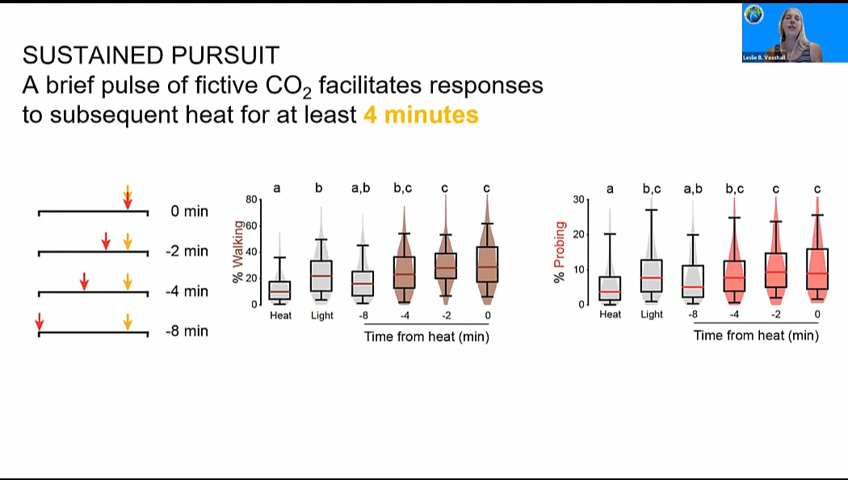 SUSTAINED PURSUIT
A brief pulse of fictive CO₂ facilitates responses
to subsequent heat for at least 4 minutes
Leslie B. Vosshall
0 min
-2 min
-4 min
-8 min
% Walking
80
60
40
20
0
a b a,b b,c c c
Heat Light -8 -4 -2 0
Time from heat (min)
% Probing
30
20
10
0
a b,c a,b b,c c c
Heat Light -8 -4 -2 0
Time from heat (min)